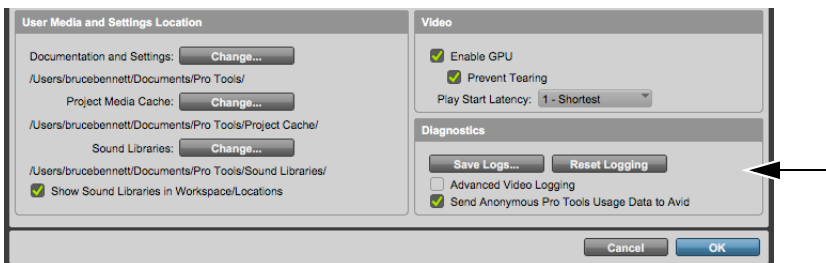 User Media and Settings Location
Documentation and Settings: Change...
/Users/brucebennett/Documents/Pro Tools/
Project Media Cache: Change...
/Users/brucebennett/Documents/Pro Tools/Project Cache/
Sound Libraries: Change...
/Users/brucebennett/Documents/Pro Tools/Sound Libraries/
Show Sound Libraries in Workspace/Locations
Video
Enable GPU
Prevent Tearing
Play Start Latency: 1 - Shortest
Diagnostics
Save Logs... Reset Logging
Advanced Video Logging
Send Anonymous Pro Tools Usage Data to Avid
Cancel OK